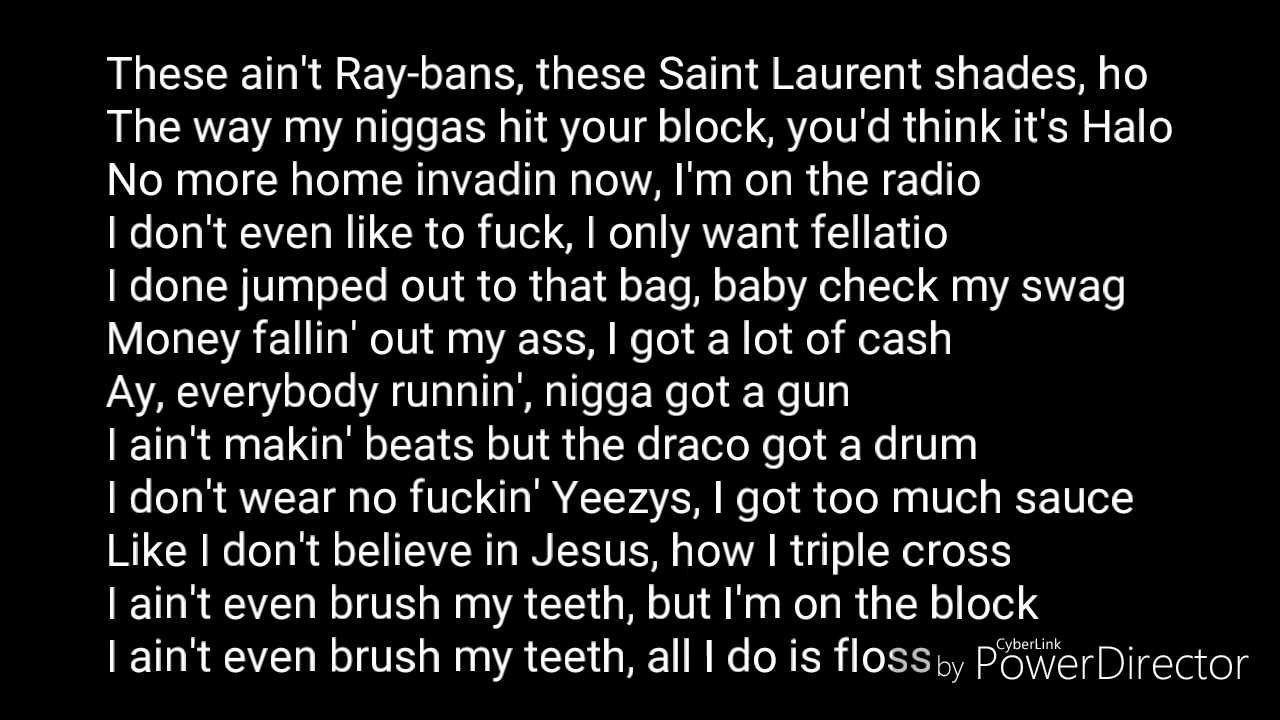 These ain't Ray-bans, these Saint Laurent shades, ho
The way my niggas hit your block, you'd think it's Halo
No more home invadin now, I'm on the radio
I don't even like to fuck, I only want fellatio
I done jumped out to that bag, baby check my swag
Money fallin' out my ass, I got a lot of cash
Ay, everybody runnin', nigga got a gun
I ain't makin' beats but the draco got a drum
I don't wear no fuckin' Yeezys, I got too much sauce
Like I don't believe in Jesus, how I triple cross
I ain't even brush my teeth, but I'm on the block
I ain't even brush my teeth, all I do is floss
by CyberLink PowerDirector